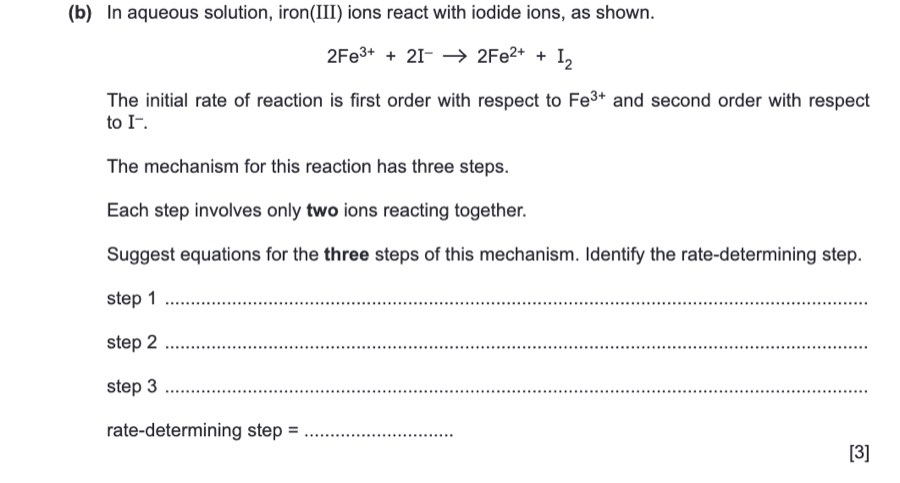 (b) In aqueous solution, iron(III) ions react with iodide ions, as shown.
2Fe³⁺ + 2I⁻ → 2Fe²⁺ + I₂
The initial rate of reaction is first order with respect to Fe³⁺ and second order with respect
to I⁻.
The mechanism for this reaction has three steps.
Each step involves only two ions reacting together.
Suggest equations for the three steps of this mechanism. Identify the rate-determining step.
step 1 ....................................................................................................
step 2 ....................................................................................................
step 3 ....................................................................................................
rate-determining step = .............................
[3]